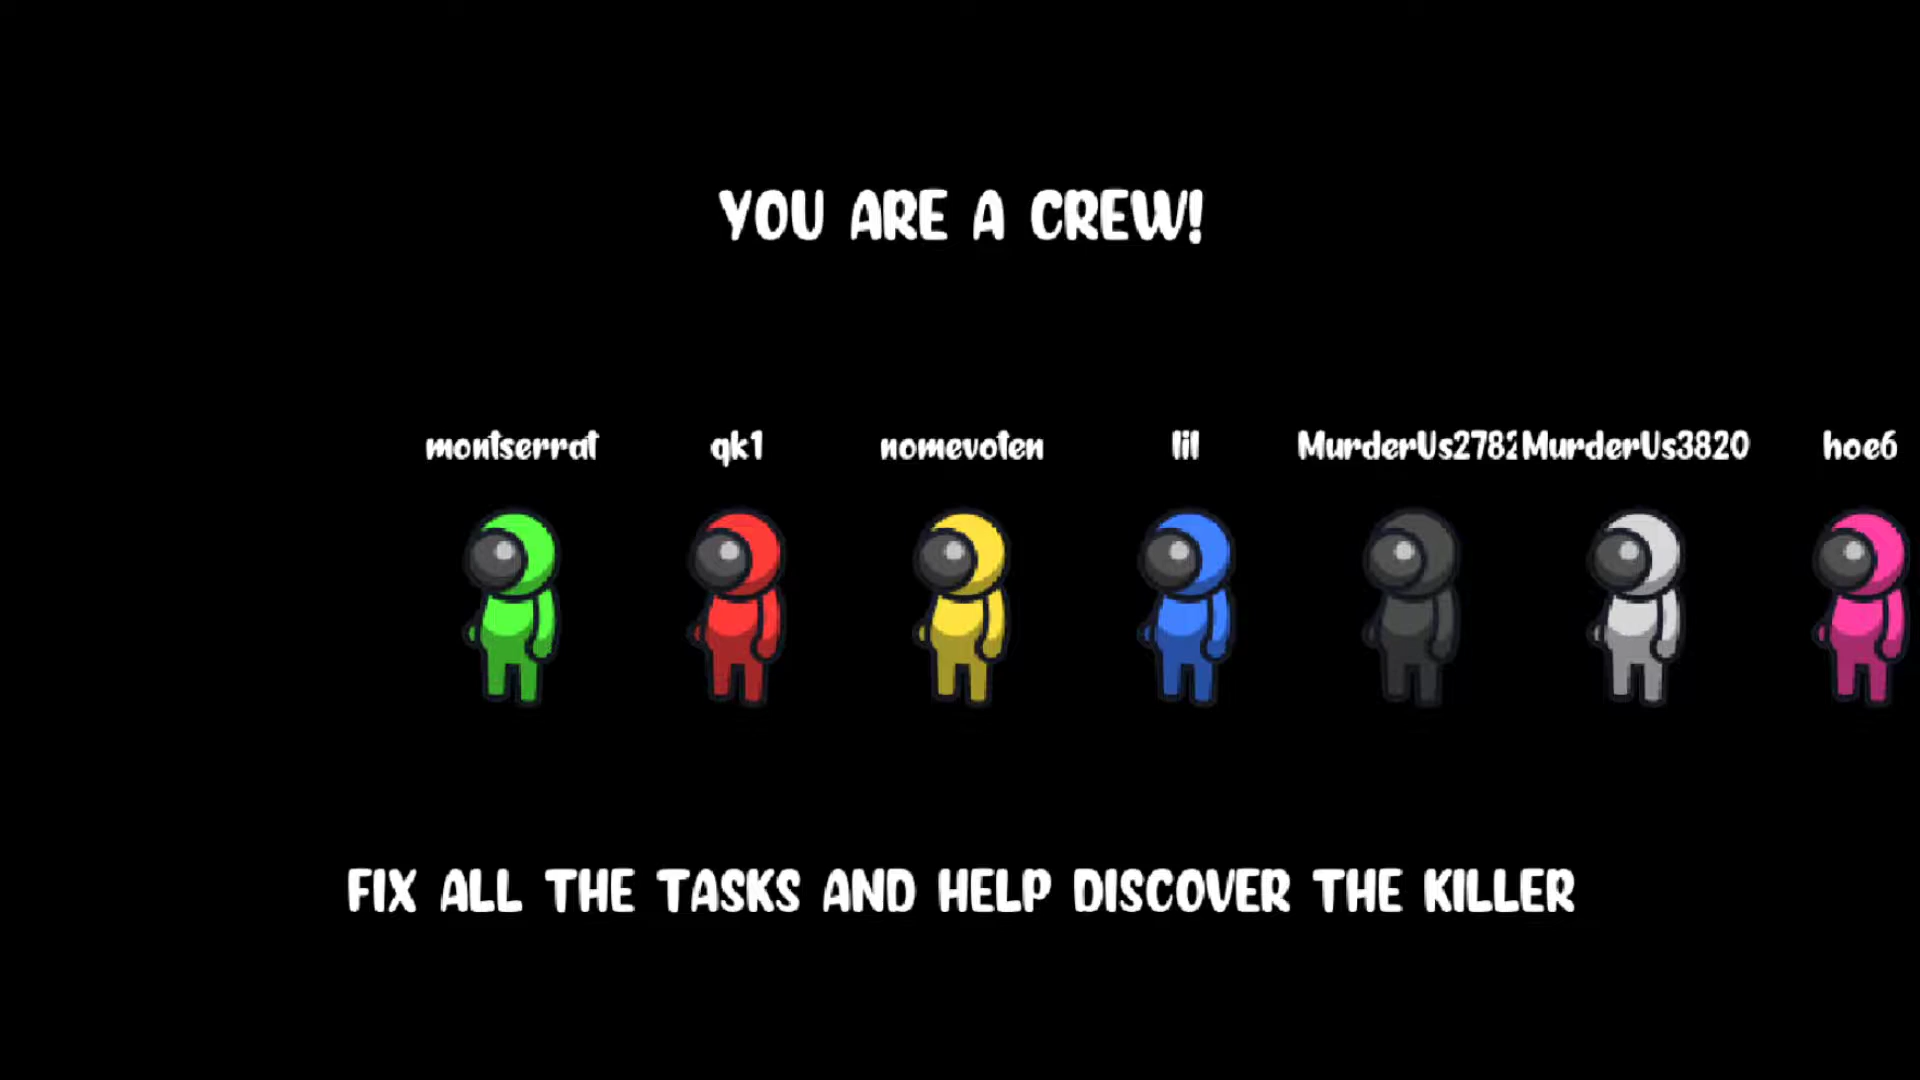 YOU ARE A CREW!
montserrat qk1 nomevoten lil MurderUs2782 MurderUs3820 hoe6
FIX ALL THE TASKS AND HELP DISCOVER THE KILLER